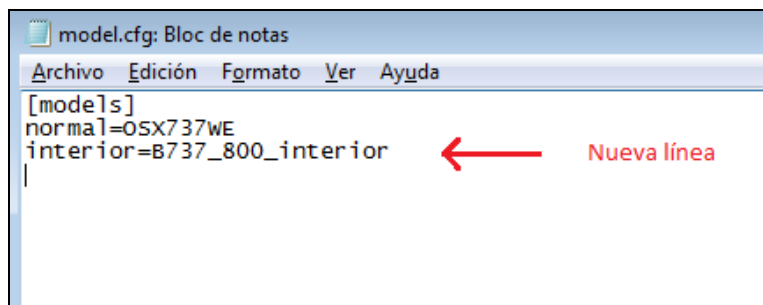 model.cfg: Bloc de notas
Archivo Edición Formato Ver Ayuda
[models]
normal=OSX737WE
interior=B737_800_interior
Nueva línea